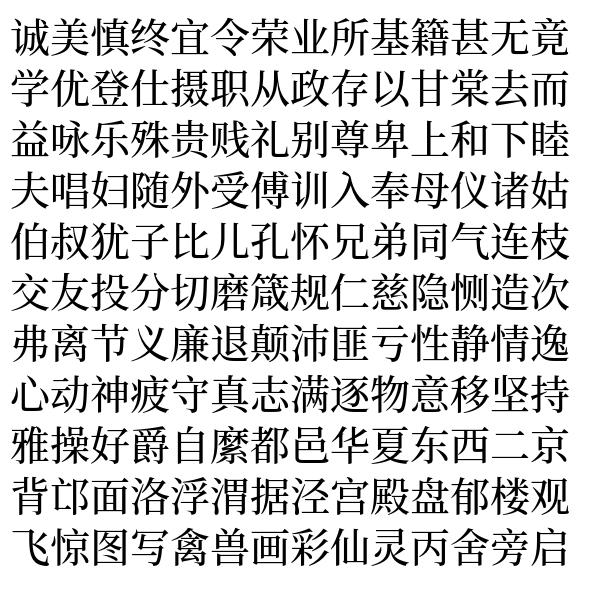 诚美慎终宜令荣业所基籍甚无竟
学优登仕摄职从政存以甘棠去而
益咏乐殊贵贱礼别尊卑上和下睦
夫唱妇随外受傅训入奉母仪诸姑
伯叔犹子比儿孔怀兄弟同气连枝
交友投分切磨箴规仁慈隐恻造次
弗离节义廉退颠沛匪亏性静情逸
心动神疲守真志满逐物意移坚持
雅操好爵自縻都邑华夏东西二京
背邙面洛浮渭据泾宫殿盘郁楼观
飞惊图写禽兽画彩仙灵丙舍旁启